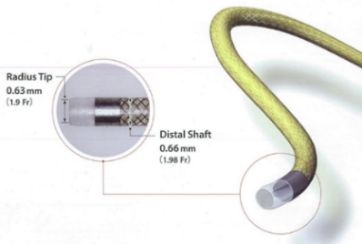 Radius Tip
0.63 mm
(1.9 Fr)
Distal Shaft
0.66 mm
(1.98 Fr)